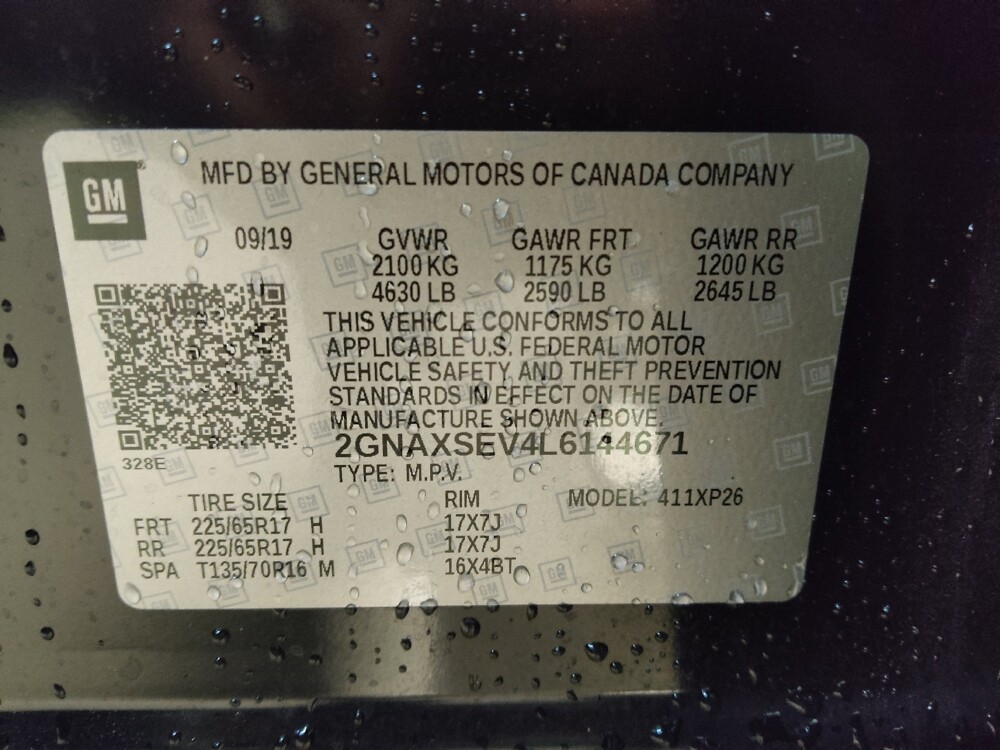 GM
MFD BY GENERAL MOTORS OF CANADA COMPANY
09/19 GVWR GAWR FRT GAWR RR
2100 KG 1175 KG 1200 KG
4630 LB 2590 LB 2645 LB
THIS VEHICLE CONFORMS TO ALL
APPLICABLE U.S. FEDERAL MOTOR
VEHICLE SAFETY AND THEFT PREVENTION
STANDARDS IN EFFECT ON THE DATE OF
MANUFACTURE SHOWN ABOVE.
2GNAXSEV4L6144671
328E
TYPE: M.P.V.
TIRE SIZE RIM MODEL: 411XP26
FRT 225/65R17 H 17X7J
RR 225/65R17 H 17X7J
SPA T135/70R16 M 16X4BT